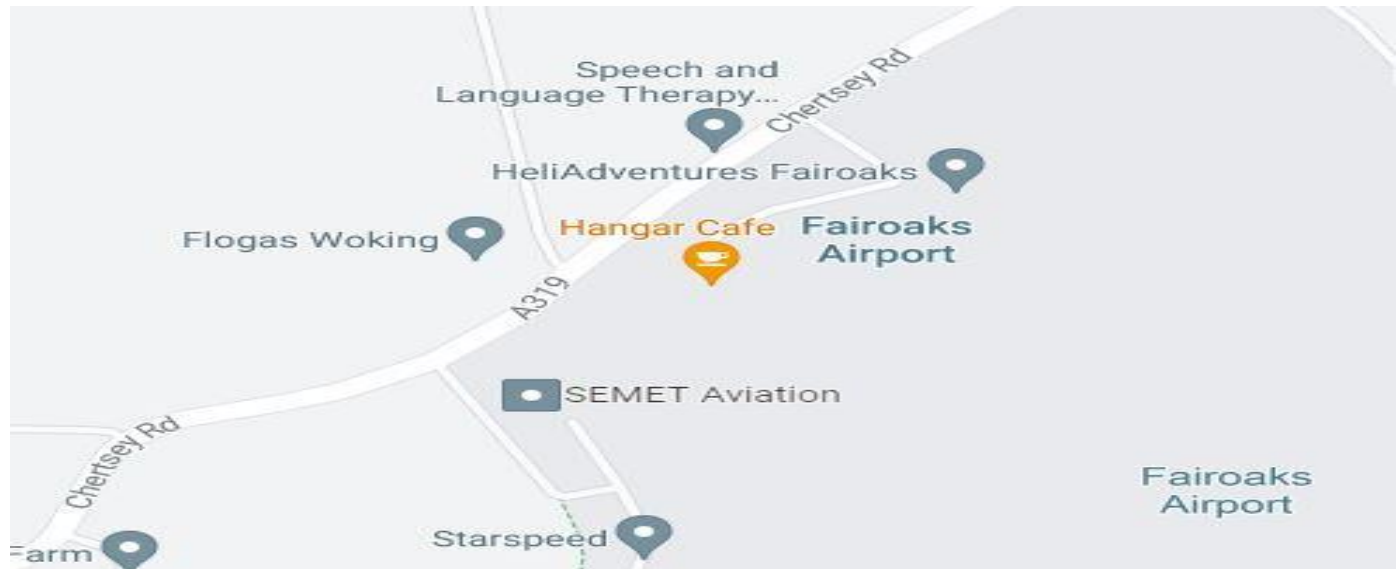 Speech and
Language Therapy...
Chertsey Rd
HeliAdventures Fairoaks
Flogas Woking
Hangar Cafe
Fairoaks
Airport
A319
SEMET Aviation
Chertsey Rd
Fairoaks
Airport
Starspeed
Farm